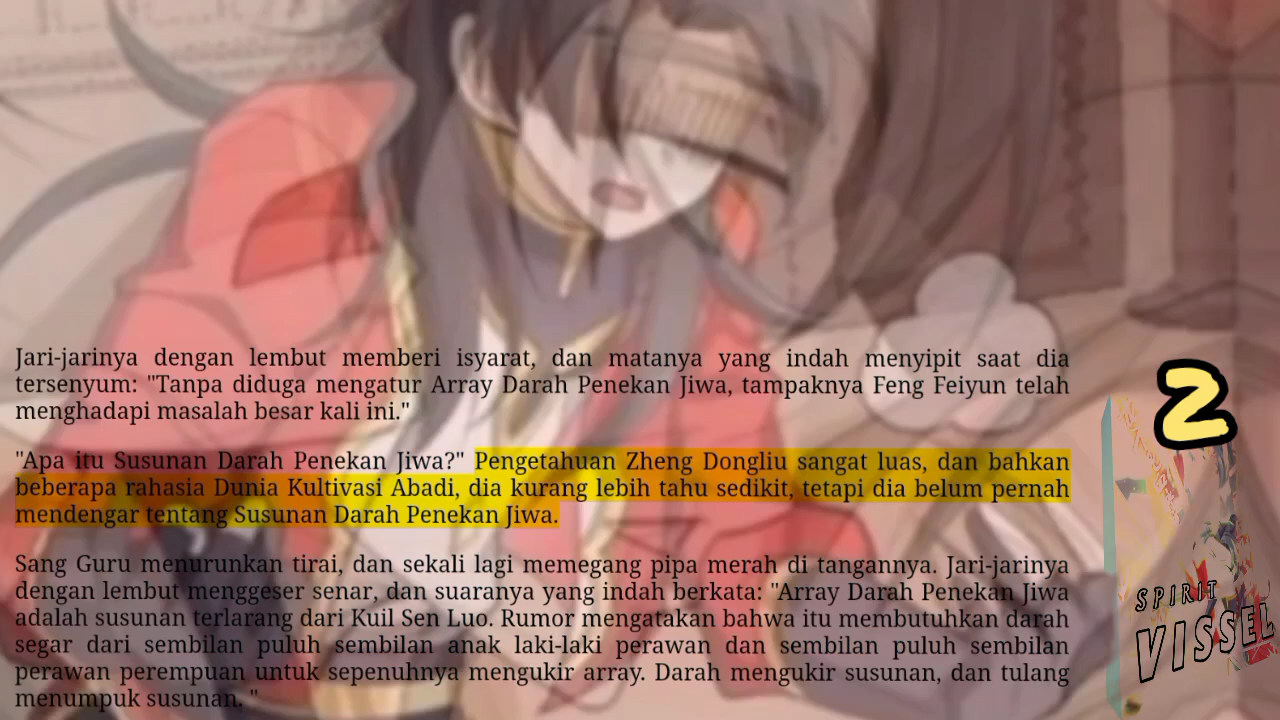 Jari-jarinya dengan lembut memberi isyarat, dan matanya yang indah menyipit saat dia
tersenyum: "Tanpa diduga mengatur Array Darah Penekan Jiwa, tampaknya Feng Feiyun telah
menghadapi masalah besar kali ini."
"Apa itu Susunan Darah Penekan Jiwa?" Pengetahuan Zheng Dongliu sangat luas, dan bahkan
beberapa rahasia Dunia Kultivasi Abadi, dia kurang lebih tahu sedikit, tetapi dia belum pernah
mendengar tentang Susunan Darah Penekan Jiwa.
Sang Guru menurunkan tirai, dan sekali lagi memegang pipa merah di tangannya. Jari-jarinya
dengan lembut menggeser senar, dan suaranya yang indah berkata: "Array Darah Penekan Jiwa
adalah susunan terlarang dari Kuil Sen Luo. Rumor mengatakan bahwa itu membutuhkan darah
segar dari sembilan puluh sembilan anak laki-laki perawan dan sembilan puluh sembilan
perawan perempuan untuk sepenuhnya mengukir array. Darah mengukir susunan, dan tulang
menumpuk susunan. "
2
SPIRIT
VISSEL